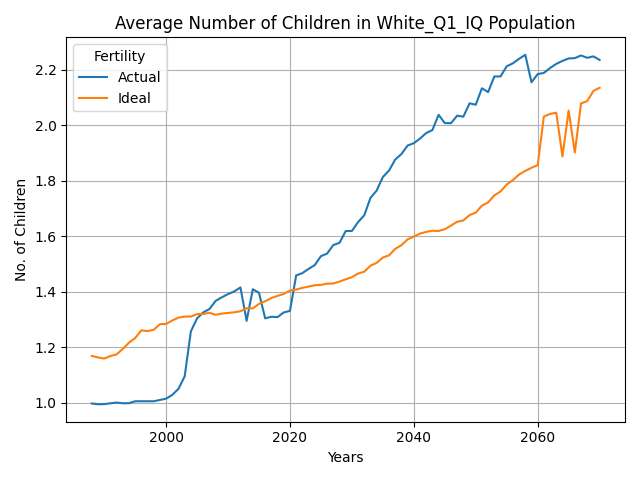 Average Number of Children in White_Q1_IQ Population
Fertility
Actual
Ideal
No. of Children
2.2
2.0
1.8
1.6
1.4
1.2
1.0
2000
2020
2040
2060
Years